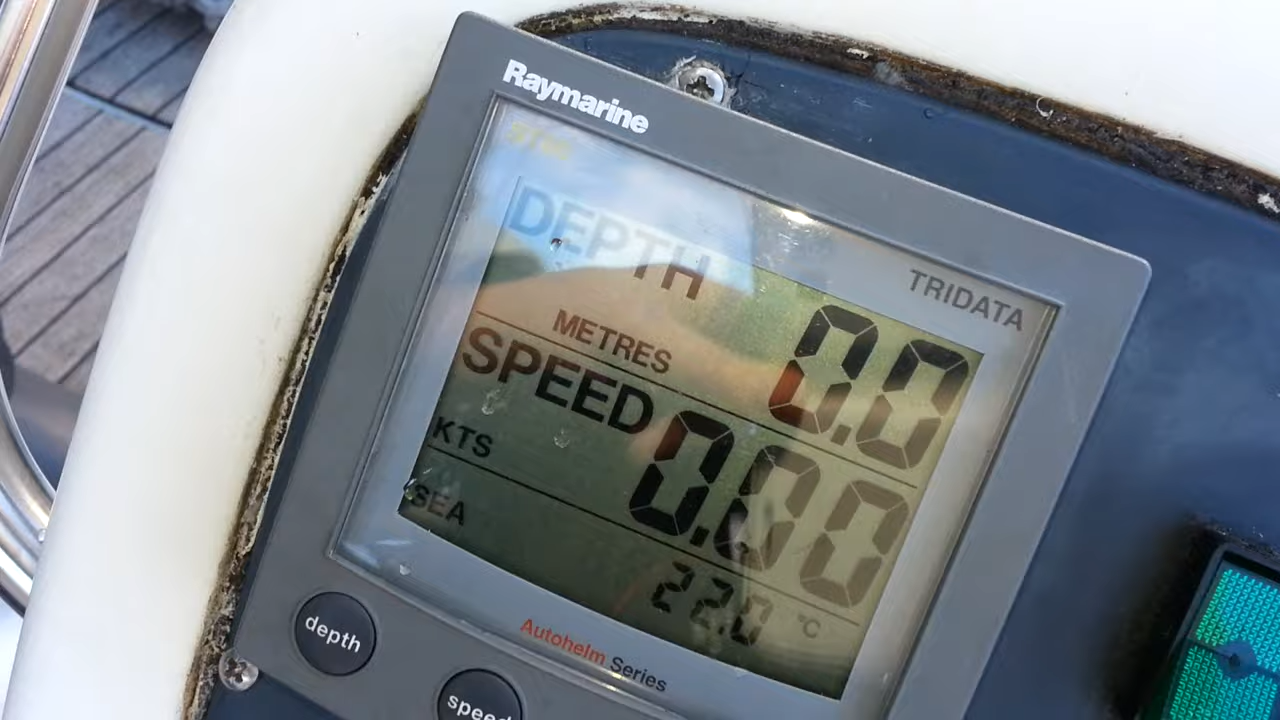 Raymarine
TRIDATA
DEPTH
METRES
0.0
SPEED
KTS
0.00
SEA
22.0 °C
Autohelm Series
depth
speed